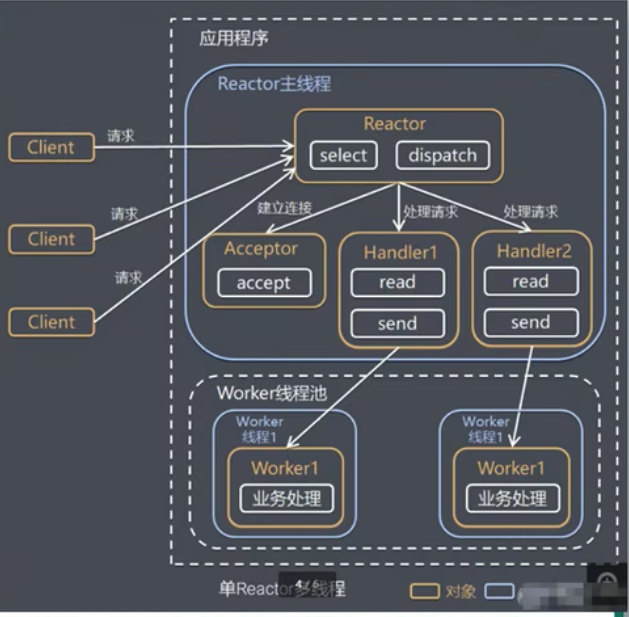 应用程序
Reactor主线程
Reactor
select
dispatch
Client
请求
Client
请求
Client
请求
建立连接
处理请求
处理请求
Acceptor
accept
Handler1
read
send
Handler2
read
send
Worker线程池
Worker
线程1
Worker1
业务处理
Worker
线程1
Worker1
业务处理
单Reactor多线程
4/6
对象